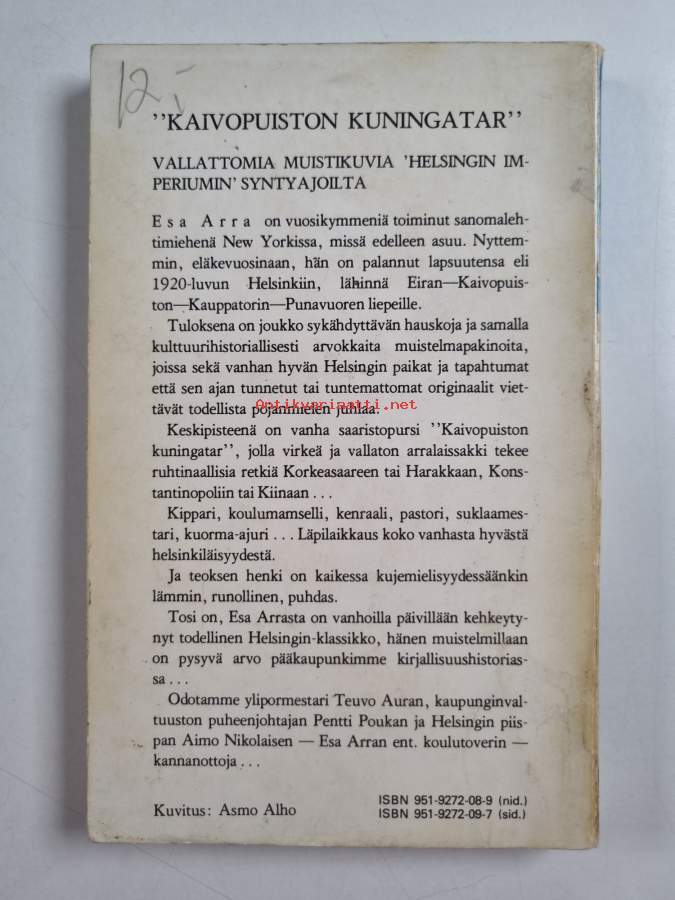 12,-
"KAIVOPUISTON KUNINGATAR"
VALLATTOMIA MUISTIKUVIA 'HELSINGIN IM-
PERIUMIN' SYNTYAJOILTA
Esa Arra on vuosikymmeniä toiminut sanomaleh-
timiehenä New Yorkissa, missä edelleen asuu. Nyttem-
min, eläkevuosinaan, hän on palannut lapsuutensa eli
1920-luvun Helsinkiin, lähinnä Eiran—Kaivopuis-
ton—Kauppatorin—Punavuoren liepeille.
Tuloksena on joukko sykähdyttävän hauskoja ja samalla
kulttuurihistoriallisesti arvokkaita muistelmapakinoita,
joissa sekä vanhan hyvän Helsingin paikat ja tapahtumat
että sen ajan tunnetut tai tuntemattomat originaalit viet-
tävät todellista pojanmielen juhlaa.
Antikvariaatti.net
Keskipisteenä on vanha saaristopursi "Kaivopuiston
kuningatar", jolla virkeä ja vallaton arralaissakki tekee
ruhtinaallisia retkiä Korkeasaareen tai Harakkaan, Kons-
tantinopoliin tai Kiinaan...
Kippari, koulumamselli, kenraali, pastori, suklaames-
tari, kuorma-ajuri... Läpilaikkaus koko vanhasta hyvästä
helsinkiläisyydestä.
Ja teoksen henki on kaikessa kujemielisyydessäänkin
lämmin, runollinen, puhdas.
Tosi on, Esa Arrasta on vanhoilla päivillään kehkeyty-
nyt todellinen Helsingin-klassikko, hänen muistelmillaan
on pysyvä arvo pääkaupunkimme kirjallisuushistorias-
sa...
Odotamme ylipormestari Teuvo Auran, kaupunginval-
tuuston puheenjohtajan Pentti Poukan ja Helsingin piis-
pan Aimo Nikolaisen — Esa Arran ent. koulutoverin —
kannanottoja...
Kuvitus: Asmo Alho
ISBN 951-9272-08-9 (nid.)
ISBN 951-9272-09-7 (sid.)